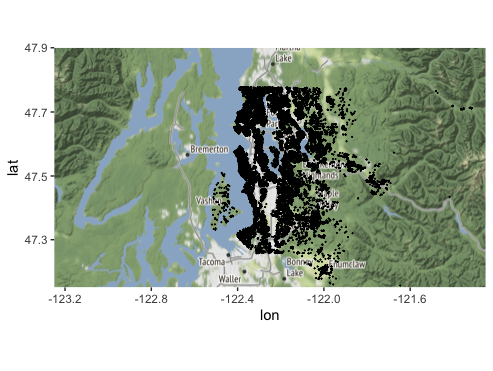 47.9
47.7
47.5
47.3
lat
Lake
Bremerton
Tacoma
Waller
Lake
-123.2
-122.8
-122.4
-122.0
-121.6
lon